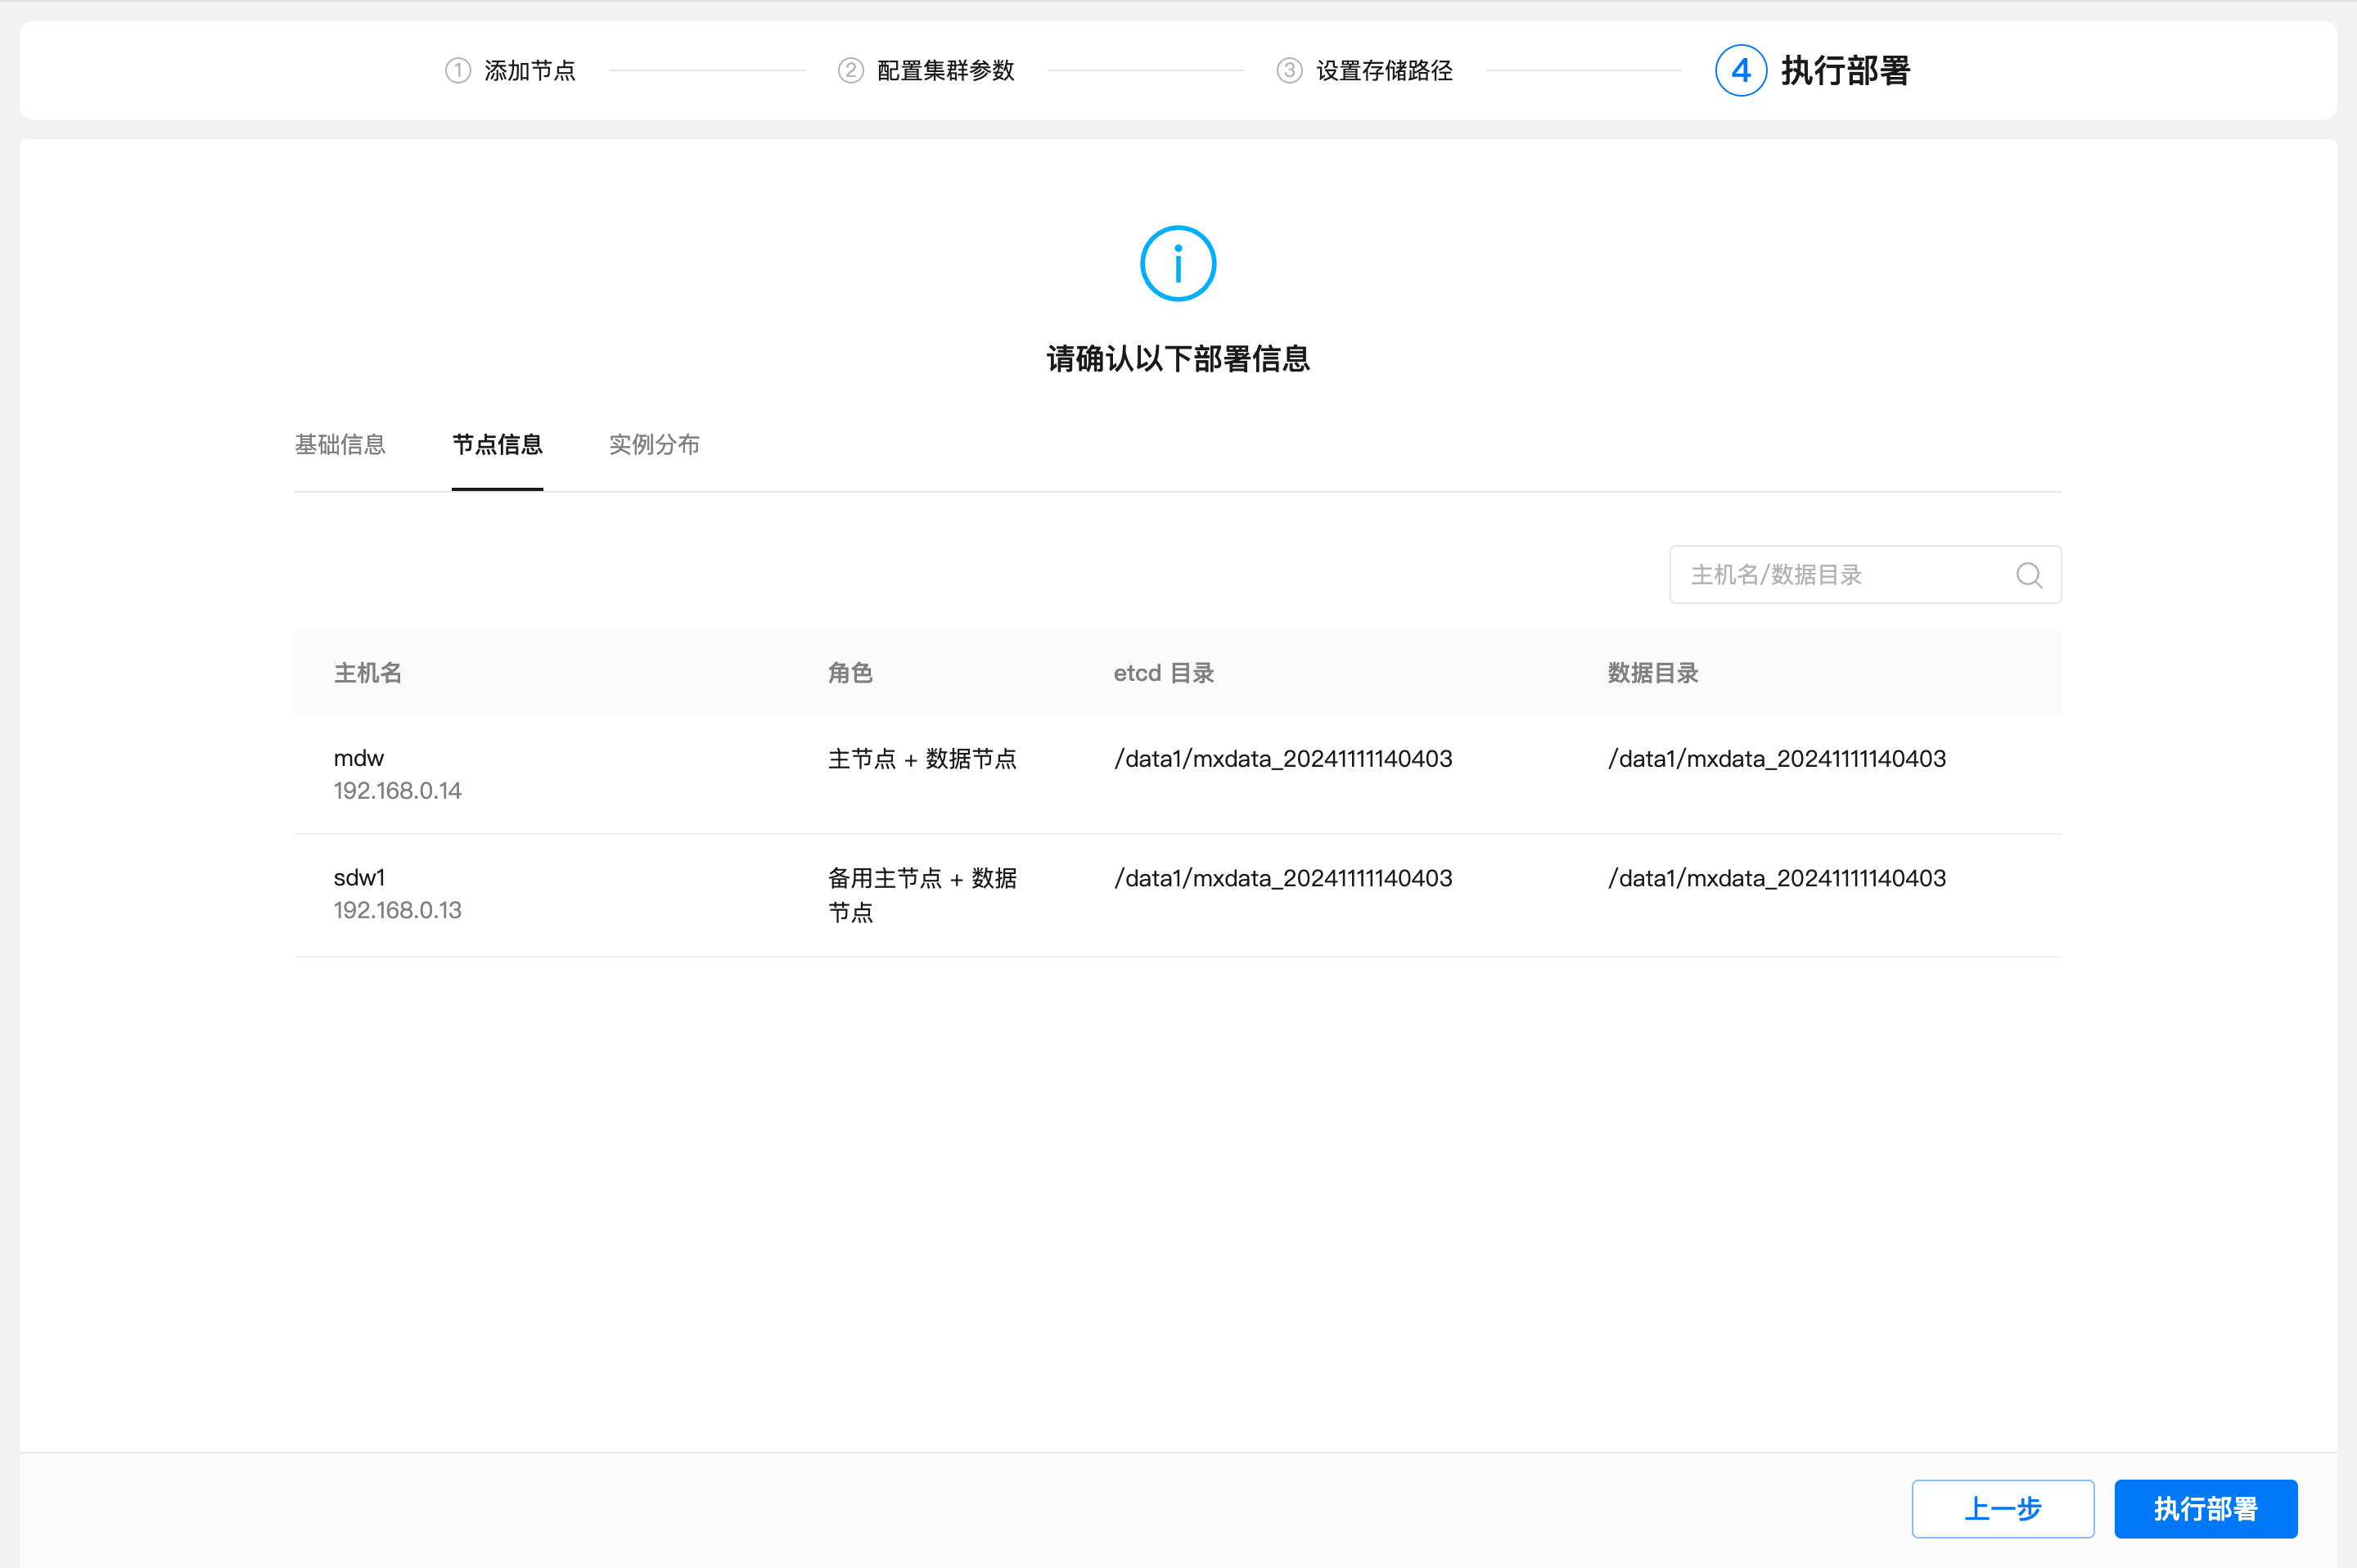 1 添加节点
2 配置集群参数
3 设置存储路径
4 执行部署
请确认以下部署信息
基础信息 节点信息 实例分布
主机名/数据目录
主机名 角色 etcd 目录 数据目录
mdw 主节点 + 数据节点 /data1/mxdata_20241111140403 /data1/mxdata_20241111140403
192.168.0.14
sdw1 备用主节点 + 数据 /data1/mxdata_20241111140403 /data1/mxdata_20241111140403
192.168.0.13 节点
上一步 执行部署